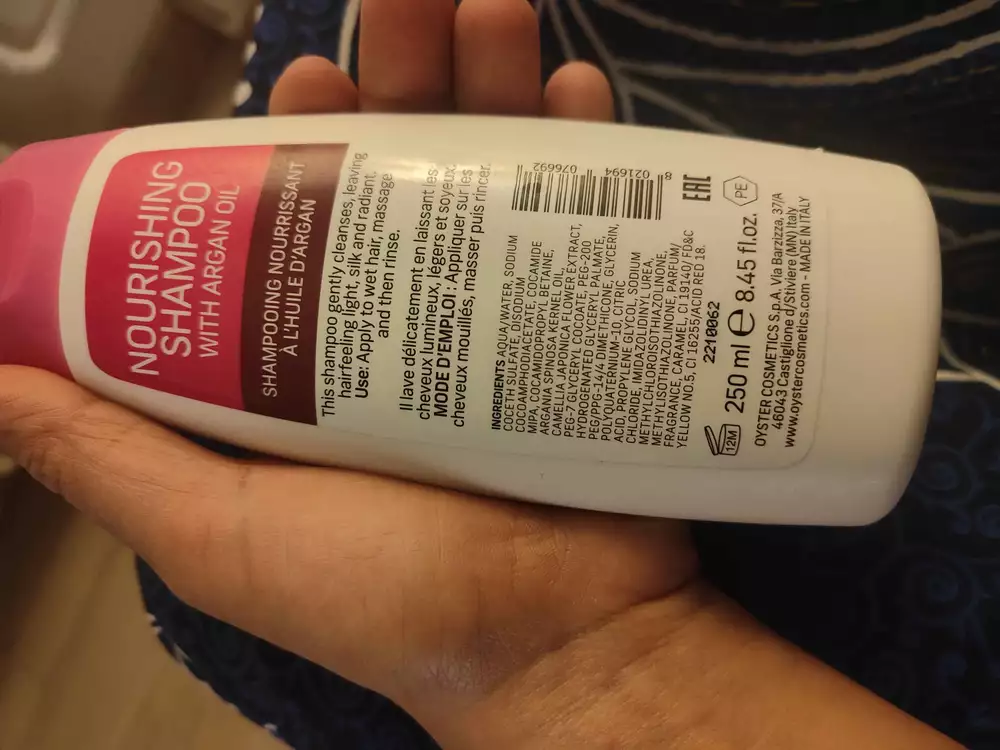 NOURISHING
SHAMPOO
WITH ARGAN OIL
SHAMPOOING NOURRISSANT
À L'HUILE D'ARGAN
This shampoo gently cleanses, leaving
hairfeeling light, silk and radiant.
Use: Apply to wet hair, massage
and then rinse.
Il lave délicatement en laissant les
cheveux lumineux, légers et soyeux.
MODE D'EMPLOI : Appliquer sur les
cheveux mouillés, masser puis rincer.
INGREDIENTS AQUA/WATER, SODIUM
COCETH SULFATE, DISODIUM
COCOAMPHODIACETATE, COCAMIDE
MIPA, COCAMIDOPROPYL BETAINE,
ARGANIA SPINOSA KERNEL OIL,
CAMELLIA JAPONICA FLOWER EXTRACT,
PEG-7 GLYCERYL COCOATE, PEG-200
HYDROGENATED GLYCERYL PALMATE,
PEG/PPG-14/4 DIMETHICONE, GLYCERIN,
POLYQUATERNIUM-10, CITRIC
ACID, PROPYLENE GLYCOL, SODIUM
CHLORIDE, IMIDAZOLIDINYL UREA,
METHYLCHLOROISOTHIAZOLINONE,
METHYLISOTHIAZOLINONE, PARFUM/
FRAGRANCE, CARAMEL, CI 19140/ FD&C
YELLOW NO.5, CI 16255/ACID RED 18.
8 021694 076692
EAC
PE
2210062
12M
250 ml e 8.45 fl.oz.
OYSTER COSMETICS S.p.A. Via Barzizza, 37/A
46043 Castiglione d/Stiviere (MN) Italy
www.oystercosmetics.com - MADE IN ITALY